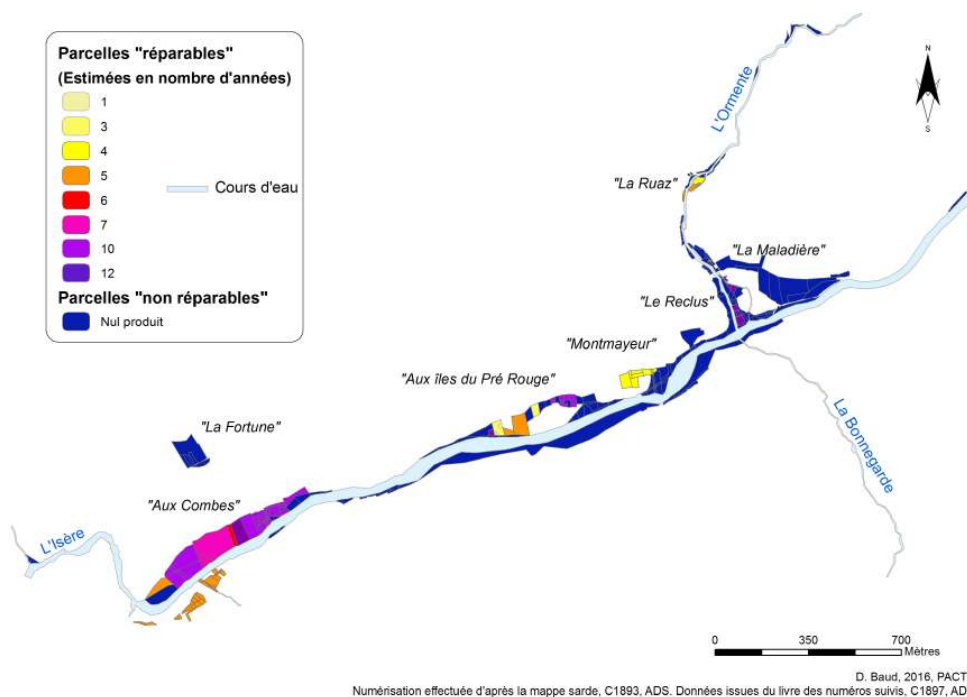 Parcelles "réparables"
(Estimées en nombre d'années)
1
3
4
5
6
7
10
12
Cours d'eau
Parcelles "non réparables"
Nul produit
N
S
L'Ormente
"La Ruaz"
"La Maladière"
"Le Reclus"
"Montmayeur"
"Aux îles du Pré Rouge"
"La Fortune"
"Aux Combes"
L'Isère
La Bonnegarde
0 350 700
Mètres
D. Baud, 2016, PACT
Numérisation effectuée d'après la mappe sarde, C1893, ADS. Données issues du livre des numéros suivis, C1897, AD